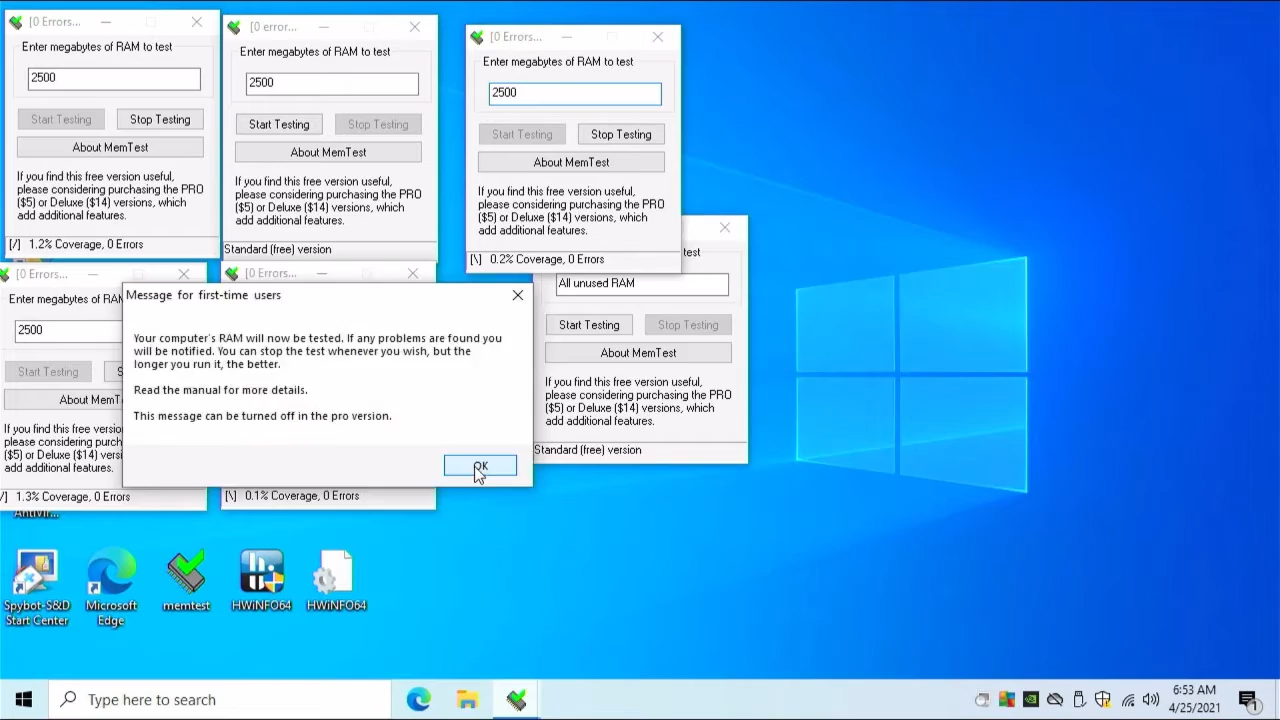 [0 Errors...
Enter megabytes of RAM to test
2500
Start Testing
Stop Testing
About MemTest
If you find this free version useful,
please considering purchasing the PRO
($5) or Deluxe ($14) versions, which
add additional features.
[/] 1.2% Coverage, 0 Errors
[0 error...
Enter megabytes of RAM to test
2500
Start Testing
Stop Testing
About MemTest
If you find this free version useful,
please considering purchasing the PRO
($5) or Deluxe ($14) versions, which
add additional features.
Standard (free) version
[0 Errors...
Enter megabytes of RAM to test
2500
Start Testing
Stop Testing
About MemTest
If you find this free version useful,
please considering purchasing the PRO
($5) or Deluxe ($14) versions, which
add additional features.
[\] 0.2% Coverage, 0 Errors
test
All unused RAM
Start Testing
Stop Testing
About MemTest
If you find this free version useful,
please considering purchasing the PRO
($5) or Deluxe ($14) versions, which
add additional features.
Standard (free) version
[0 Errors...
Enter megabytes of RAM
2500
Start Testing
S
About MemT
If you find this free versio
please considering purcha
($5) or Deluxe ($14) vers
add additional features.
/] 1.3% Coverage, 0 Errors
[0 Errors...
[\] 0.1% Coverage, 0 Errors
Message for first-time users
Your computer's RAM will now be tested. If any problems are found you
will be notified. You can stop the test whenever you wish, but the
longer you run it, the better.
Read the manual for more details.
This message can be turned off in the pro version.
OK
AntiVir...
Spybot-S&D
Start Center
Microsoft
Edge
memtest
HWiNFO64
HWiNFO64
Type here to search
6:53 AM
4/25/2021
1